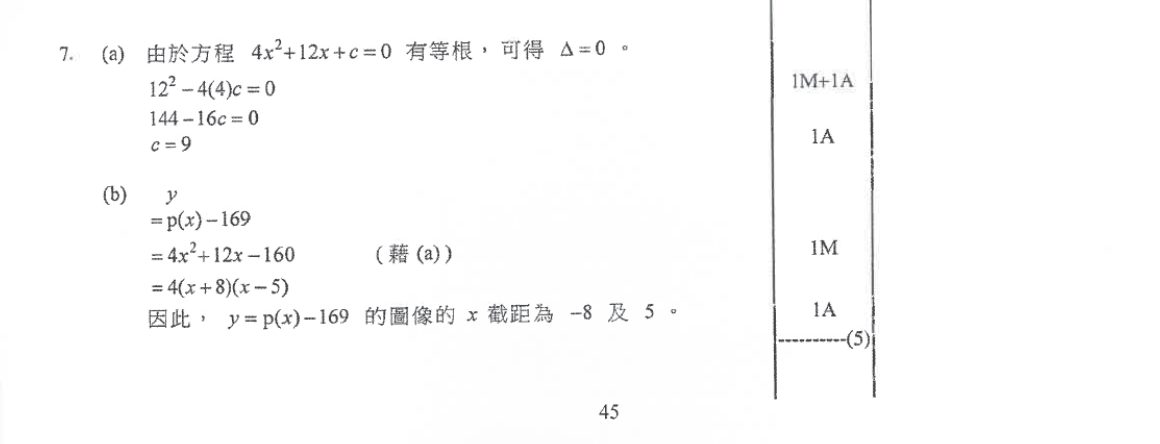 7. (a) 由於方程 4x²+12x+c=0 有等根，可得 Δ=0 。
12² – 4(4)c = 0
1M+1A
144 – 16c = 0
c = 9
1A
(b) y
= p(x) – 169
= 4x²+12x – 160 (藉 (a))
1M
= 4(x+8)(x – 5)
因此， y = p(x) – 169 的圖像的 x 截距為 –8 及 5 。
1A
----------(5)
45